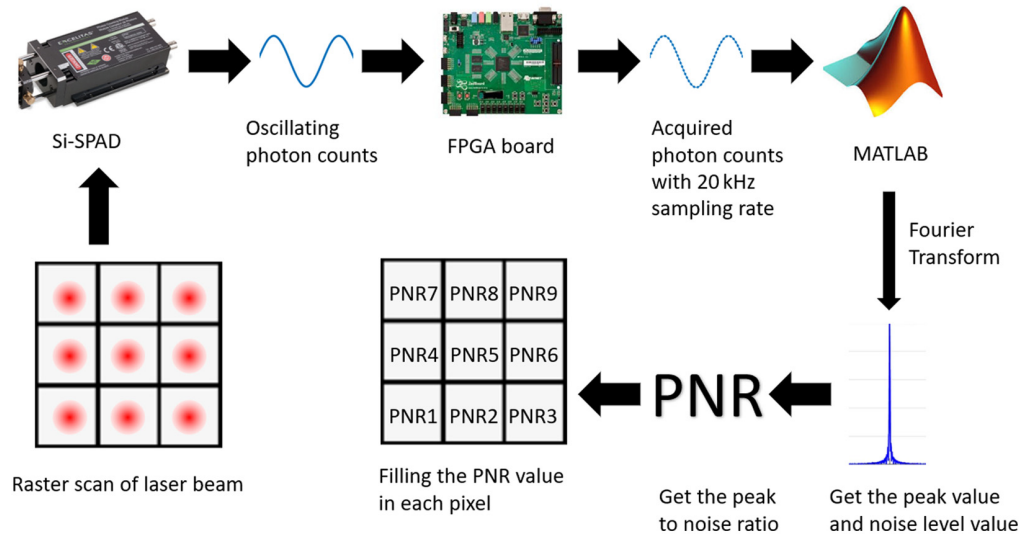 EXCELITAS
Si-SPAD
Oscillating
photon counts
FPGA board
Acquired
photon counts
with 20 kHz
sampling rate
MATLAB
Fourier
Transform
PNR7 PNR8 PNR9
PNR4 PNR5 PNR6
PNR1 PNR2 PNR3
PNR
Raster scan of laser beam
Filling the PNR value
in each pixel
Get the peak
to noise ratio
Get the peak value
and noise level value